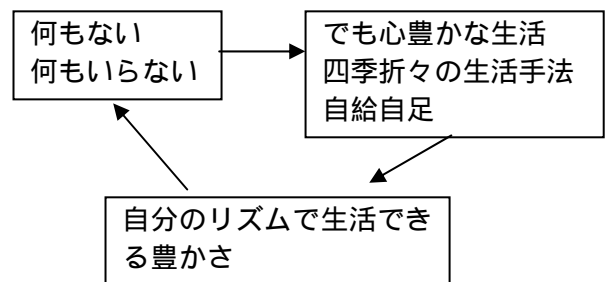 何もない
何もいらない
でも心豊かな生活
四季折々の生活手法
自給自足
自分のリズムで生活でき
る豊かさ